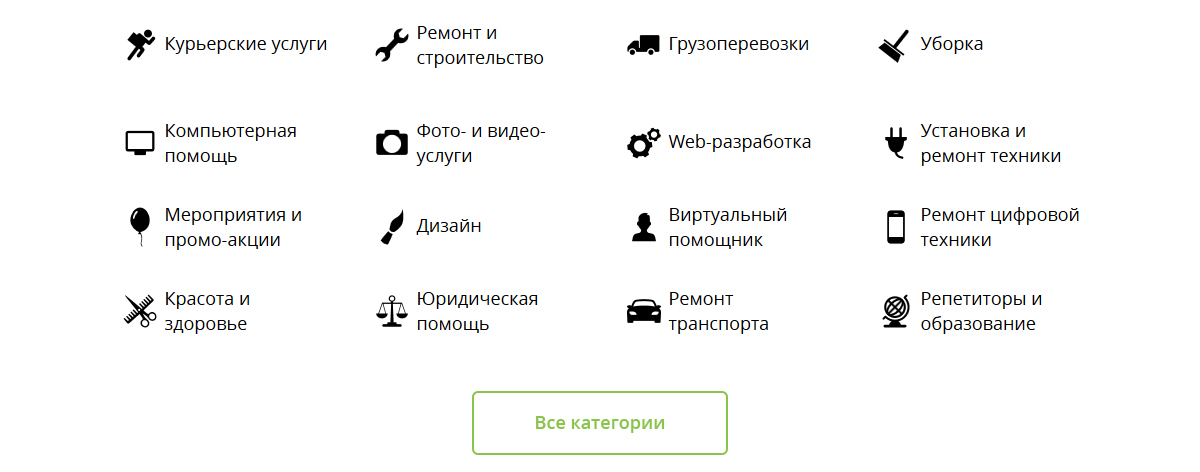 Курьерские услуги
Ремонт и
строительство
Грузоперевозки
Уборка
Компьютерная
помощь
Фото- и видео-
услуги
Web-разработка
Установка и
ремонт техники
Мероприятия и
промо-акции
Дизайн
Виртуальный
помощник
Ремонт цифровой
техники
Красота и
здоровье
Юридическая
помощь
Ремонт
транспорта
Репетиторы и
образование
Все категории